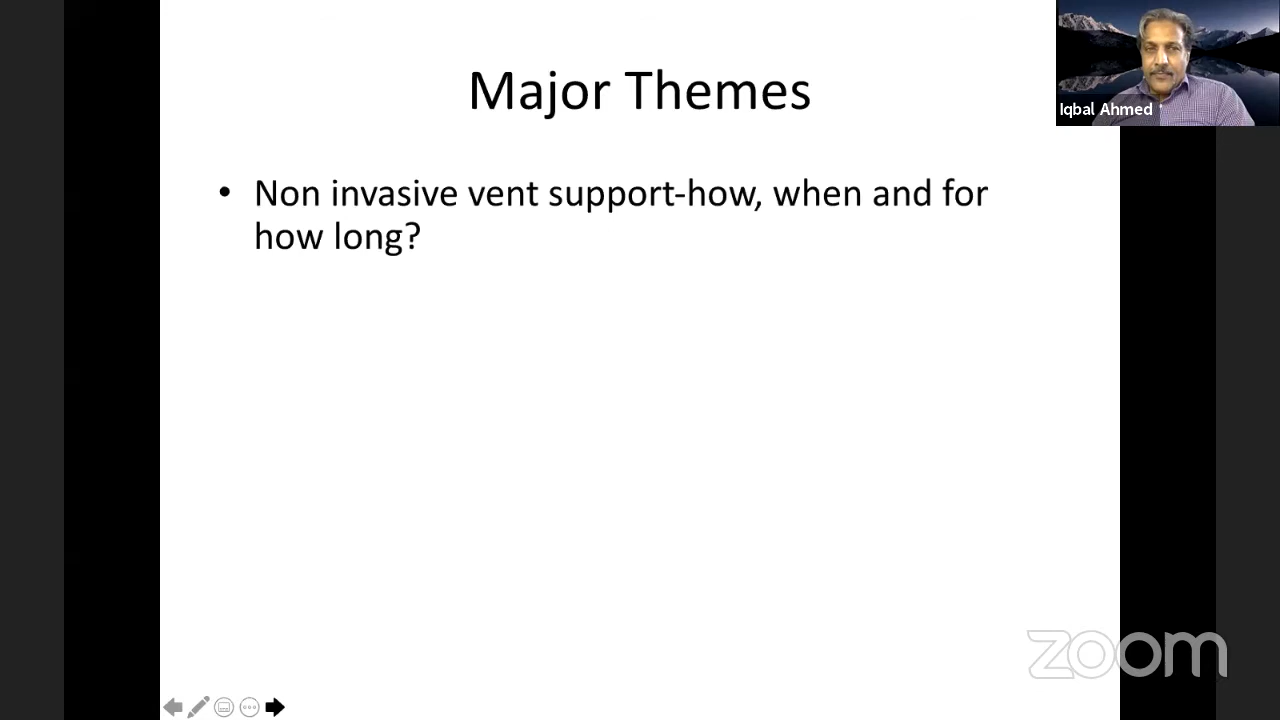 Major Themes
Iqbal Ahmed
• Non invasive vent support-how, when and for
how long?
zoom